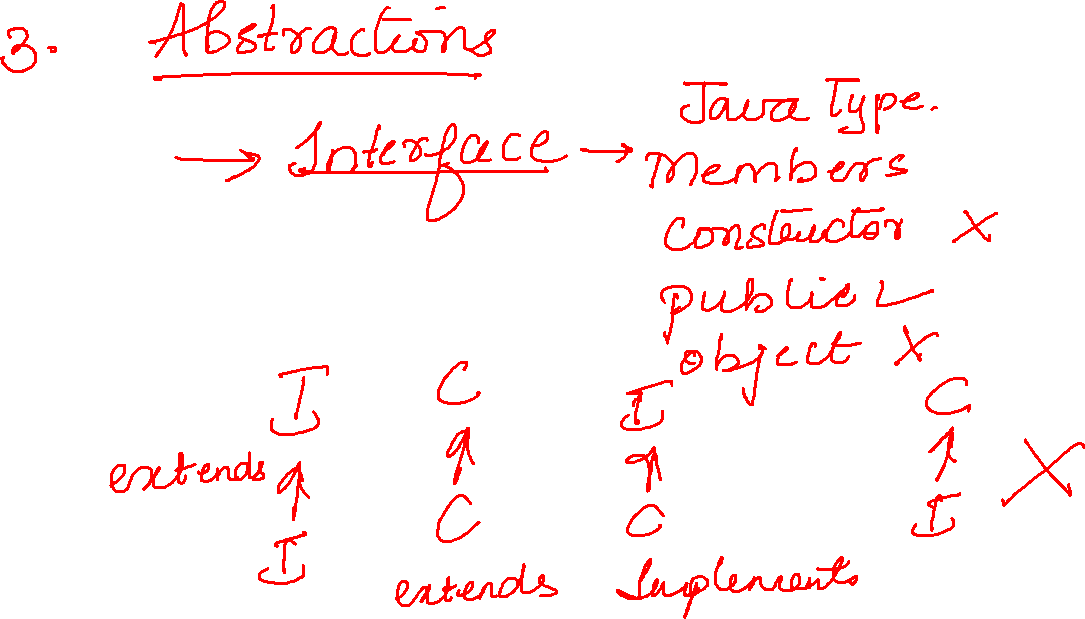 3. Abstractions
→ Interface → Java Type.
Members
Constructor ×
public ✓
object ×
I C I C
extends ↑ ↑ ↑ ↑ ×
I C C I
extends Implements